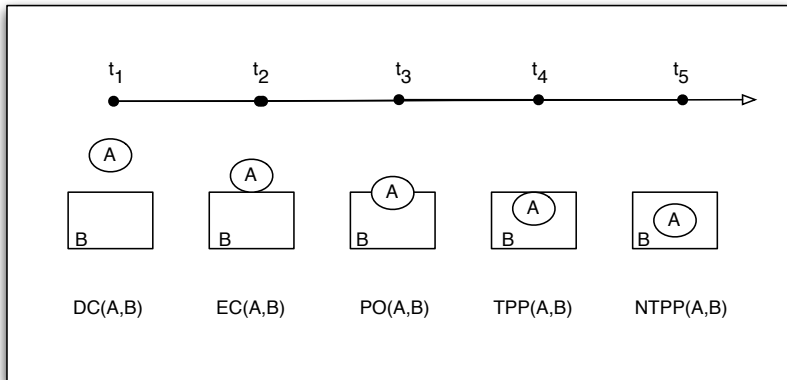 t1 t2 t3 t4 t5
A A A A A
B B B B B
DC(A,B) EC(A,B) PO(A,B) TPP(A,B) NTPP(A,B)